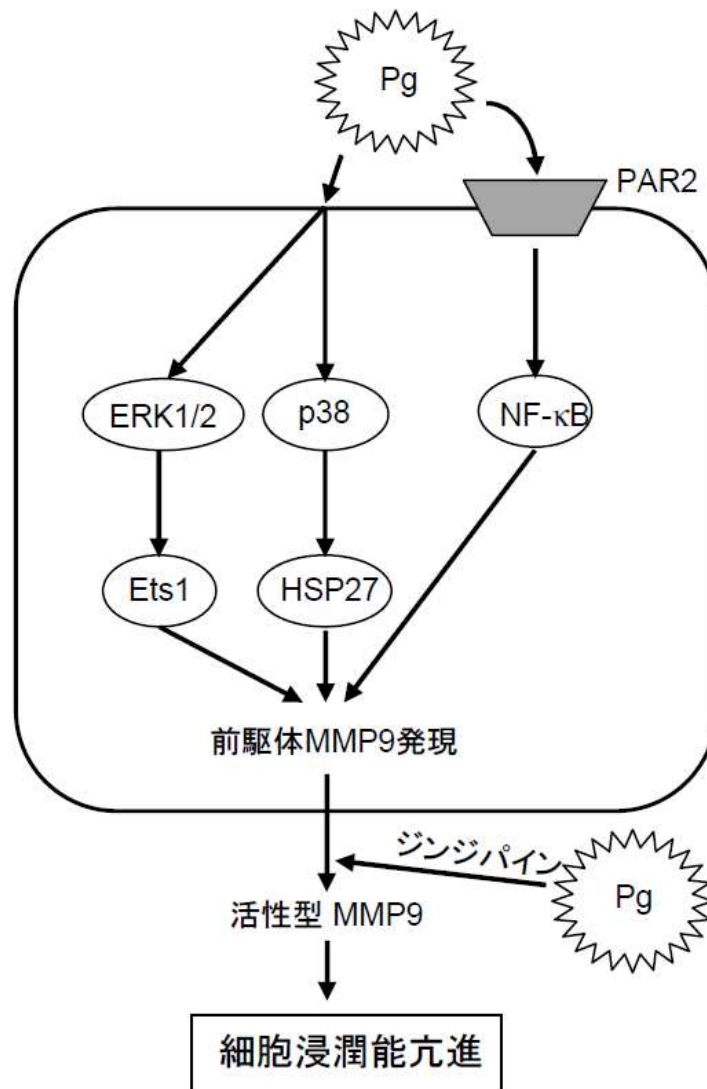 Pg
PAR2
ERK1/2
p38
NF-κB
Ets1
HSP27
前駆体MMP9発現
ジンジパイン
Pg
活性型 MMP9
細胞浸潤能亢進